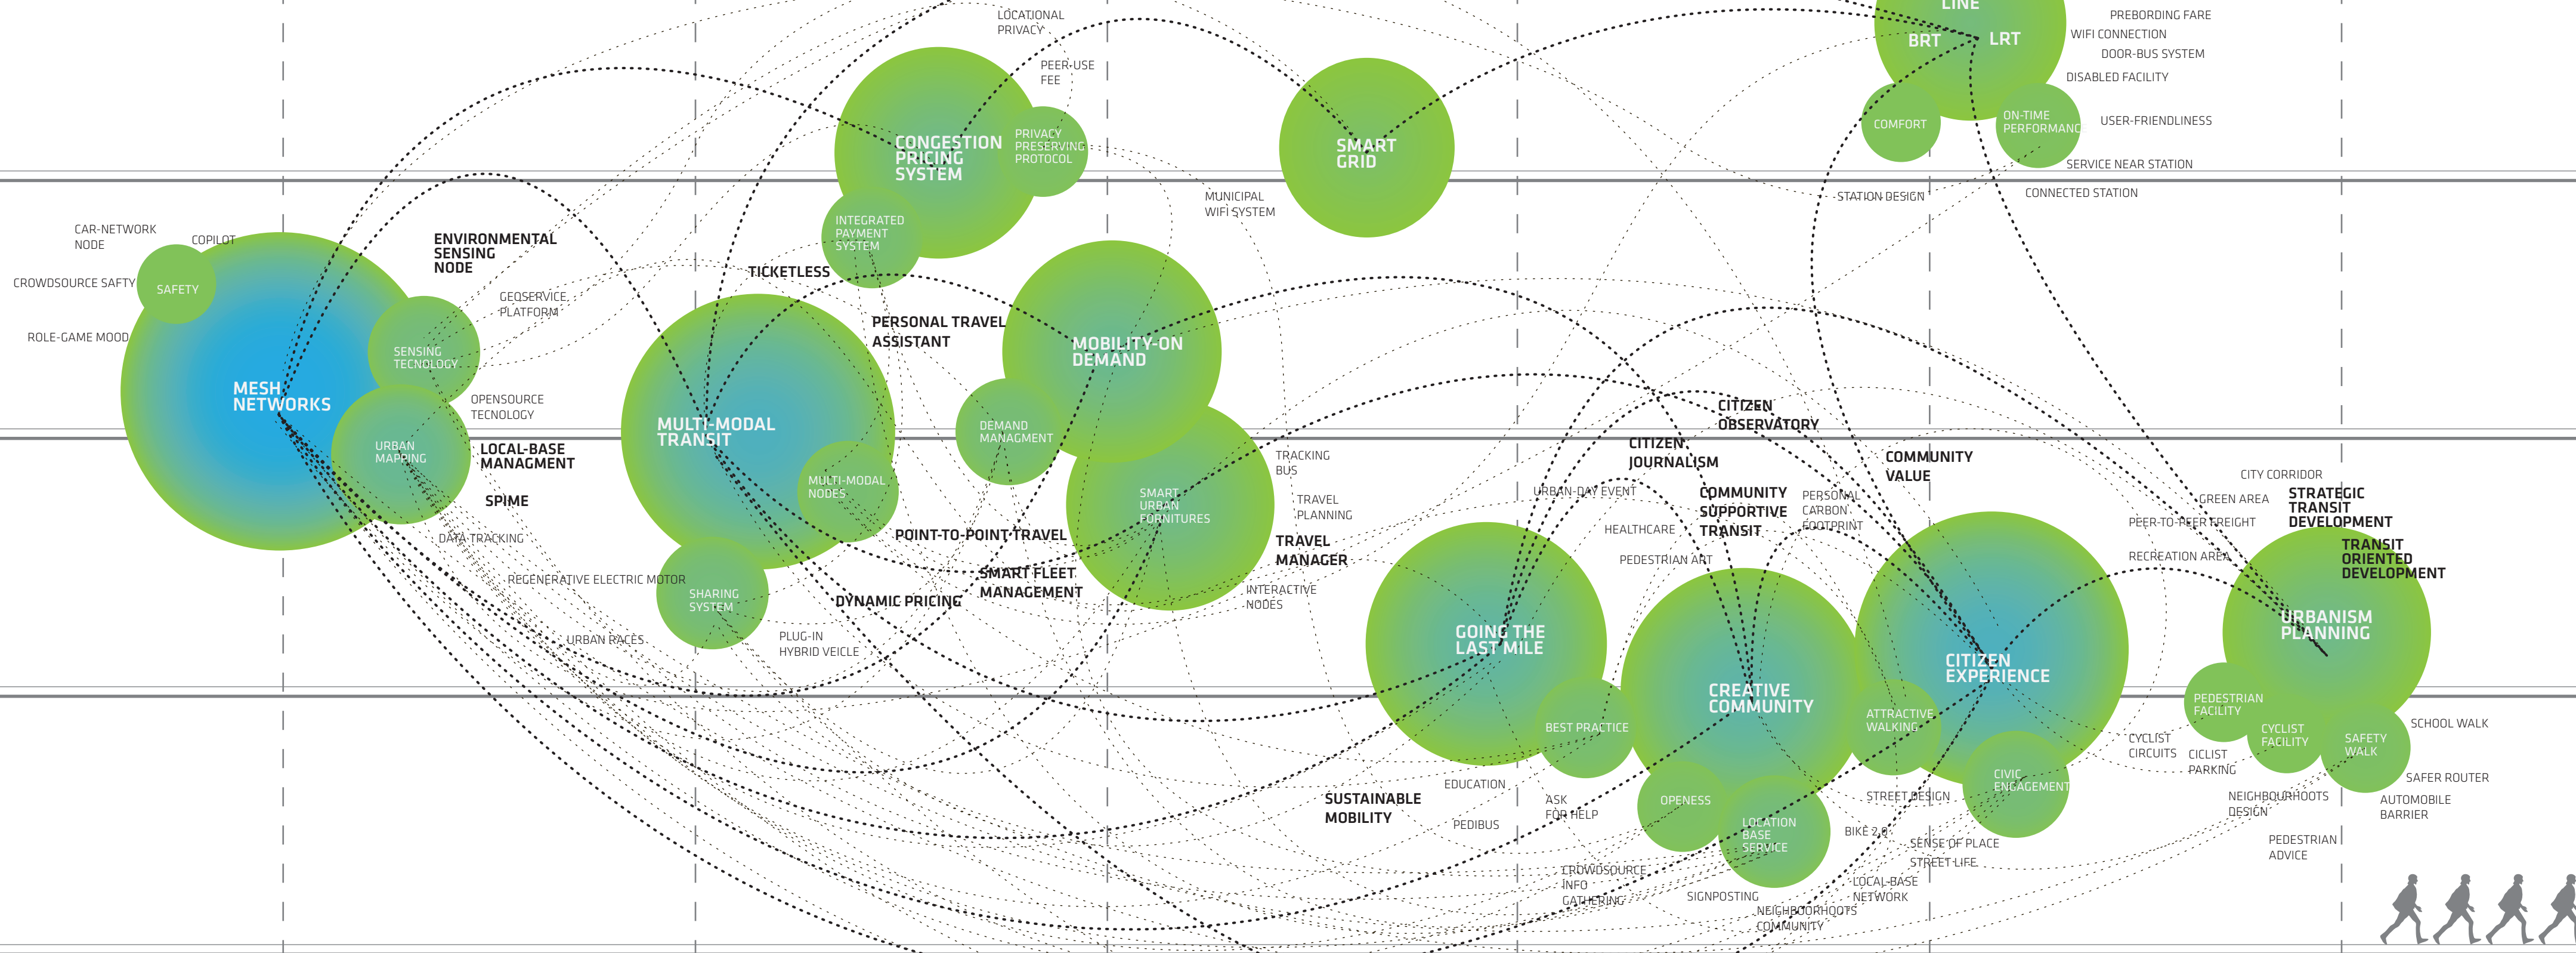 LOCATIONAL
PRIVACY
PEER-USE
FEE
CONGESTION
PRICING
SYSTEM
PRIVACY
PRESERVING
PROTOCOL
INTEGRATED
PAYMENT
SYSTEM
SMART
GRID
MUNICIPAL
WIFI SYSTEM
LINE
BRT
LRT
COMFORT
ON-TIME
PERFORMANC
PREBORDING FARE
WIFI CONNECTION
DOOR-BUS SYSTEM
DISABLED FACILITY
USER-FRIENDLINESS
SERVICE NEAR STATION
CONNECTED STATION
STATION DESIGN
CAR-NETWORK
NODE
COPILOT
CROWDSOURCE SAFTY
SAFETY
ROLE-GAME MOOD
MESH
NETWORKS
ENVIRONMENTAL
SENSING
NODE
GEOSERVICE
PLATFORM
SENSING
TECNOLOGY
OPENSOURCE
TECNOLOGY
URBAN
MAPPING
LOCAL-BASE
MANAGMENT
SPIME
DATA TRACKING
TICKETLESS
PERSONAL TRAVEL
ASSISTANT
MULTI-MODAL
TRANSIT
MULTI-MODAL
NODES
SHARING
SYSTEM
REGENERATIVE ELECTRIC MOTOR
URBAN RACES
PLUG-IN
HYBRID VEICLE
MOBILITY-ON
DEMAND
DEMAND
MANAGMENT
SMART
URBAN
FORNITURES
POINT-TO-POINT TRAVEL
SMART FLEET
MANAGEMENT
DYNAMIC PRICING
TRACKING
BUS
TRAVEL
PLANNING
TRAVEL
MANAGER
INTERACTIVE
NODES
CITIZEN
OBSERVATORY
CITIZEN
JOURNALISM
COMMUNITY
VALUE
URBAN-DAY EVENT
COMMUNITY
SUPPORTIVE
TRANSIT
PERSONAL
CARBON
FOOTPRINT
HEALTHCARE
PEDESTRIAN ART
GOING THE
LAST MILE
BEST PRACTICE
CREATIVE
COMMUNITY
OPENESS
LOCATION
BASE
SERVICE
ATTRACTIVE
WALKING
CITIZEN
EXPERIENCE
CIVIC
ENGAGEMENT
EDUCATION
SUSTAINABLE
MOBILITY
PEDIBUS
ASK
FOR HELP
CROWDSOURCE
INFO
GATHERING
SIGNPOSTING
NEIGHBOORHOOTS
COMMUNITY
STREET DESIGN
BIKE 2.0
SENSE OF PLACE
STREET LIFE
LOCAL-BASE
NETWORK
CITY CORRIDOR
GREEN AREA
STRATEGIC
TRANSIT
DEVELOPMENT
PEER-TO-PEER FREIGHT
TRANSIT
ORIENTED
DEVELOPMENT
RECREATION AREA
URBANISM
PLANNING
PEDESTRIAN
FACILITY
CYCLIST
FACILITY
SAFETY
WALK
SCHOOL WALK
CYCLIST
CIRCUITS
CICLIST
PARKING
SAFER ROUTER
NEIGHBOURHOOTS
DESIGN
AUTOMOBILE
BARRIER
PEDESTRIAN
ADVICE